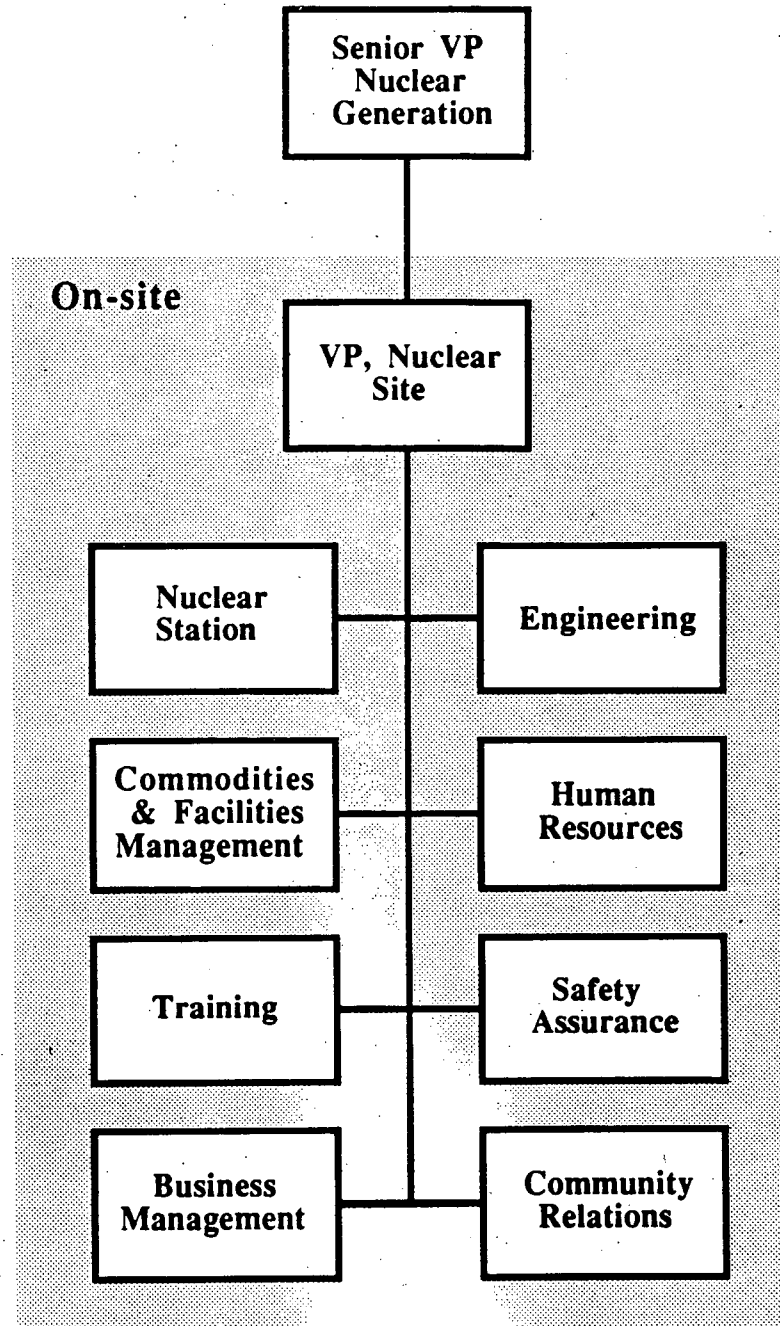 Senior VP
Nuclear
Generation
On-site
VP, Nuclear
Site
Nuclear
Station
Engineering
Commodities
& Facilities
Management
Human
Resources
Training
Safety
Assurance
Business
Management
Community
Relations